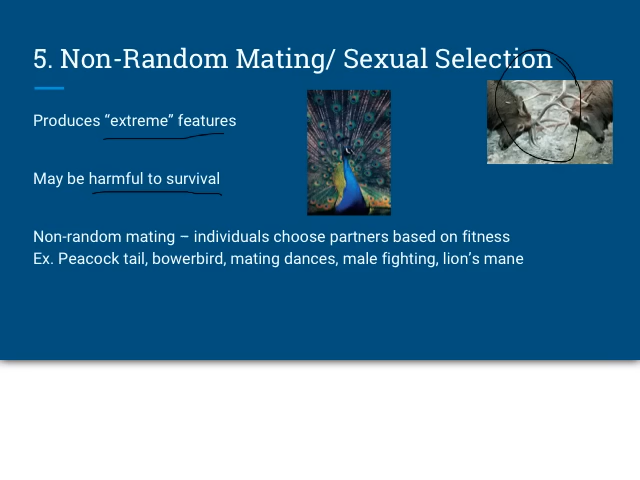 5. Non-Random Mating/ Sexual Selection
Produces “extreme” features
May be harmful to survival
Non-random mating – individuals choose partners based on fitness
Ex. Peacock tail, bowerbird, mating dances, male fighting, lion’s mane